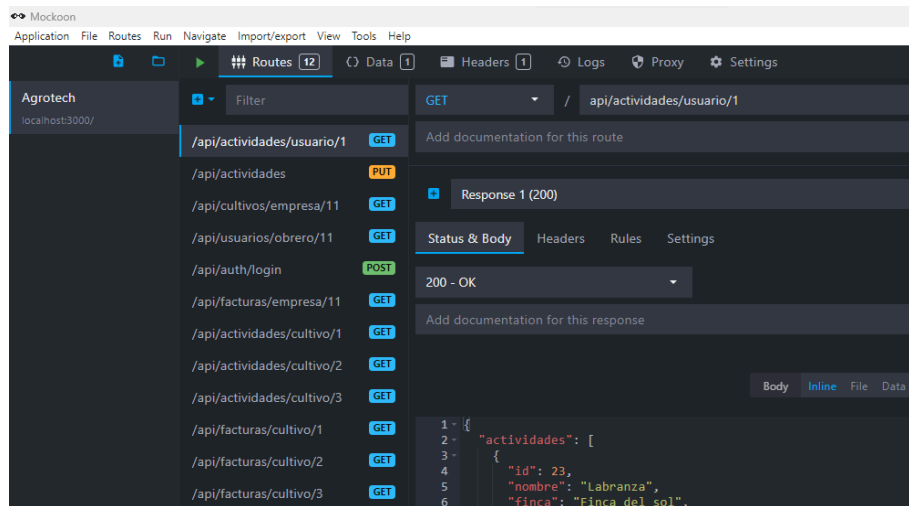 Mockoon
Application File Routes Run Navigate Import/export View Tools Help
Routes 12 Data 1 Headers 1 Logs Proxy Settings
Agrotech
localhost:3000/
Filter
/api/actividades/usuario/1 GET
/api/actividades PUT
/api/cultivos/empresa/11 GET
/api/usuarios/obrero/11 GET
/api/auth/login POST
/api/facturas/empresa/11 GET
/api/actividades/cultivo/1 GET
/api/actividades/cultivo/2 GET
/api/actividades/cultivo/3 GET
/api/facturas/cultivo/1 GET
/api/facturas/cultivo/2 GET
/api/facturas/cultivo/3 GET
GET / api/actividades/usuario/1
Add documentation for this route
Response 1 (200)
Status & Body Headers Rules Settings
200 - OK
Add documentation for this response
Body Inline File Data
1 {
2 "actividades": [
3 {
4 "id": 23,
5 "nombre": "Labranza",
6 "finca": "Finca del sol",